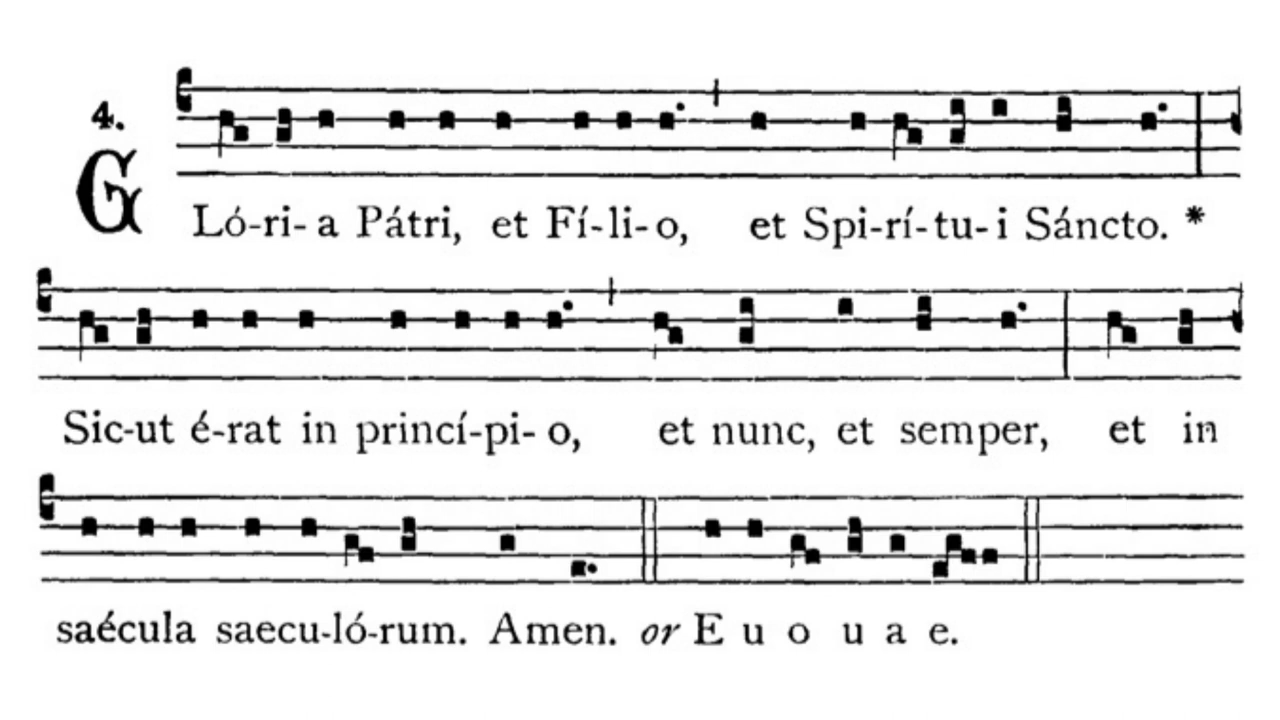 4.
GLó-ri-a Pátri, et Fí-li-o, et Spi-rí-tu-i Sáncto. *
Sic-ut é-rat in princí-pi-o, et nunc, et semper, et in
saécula saecu-ló-rum. Amen. or E u o u a e.